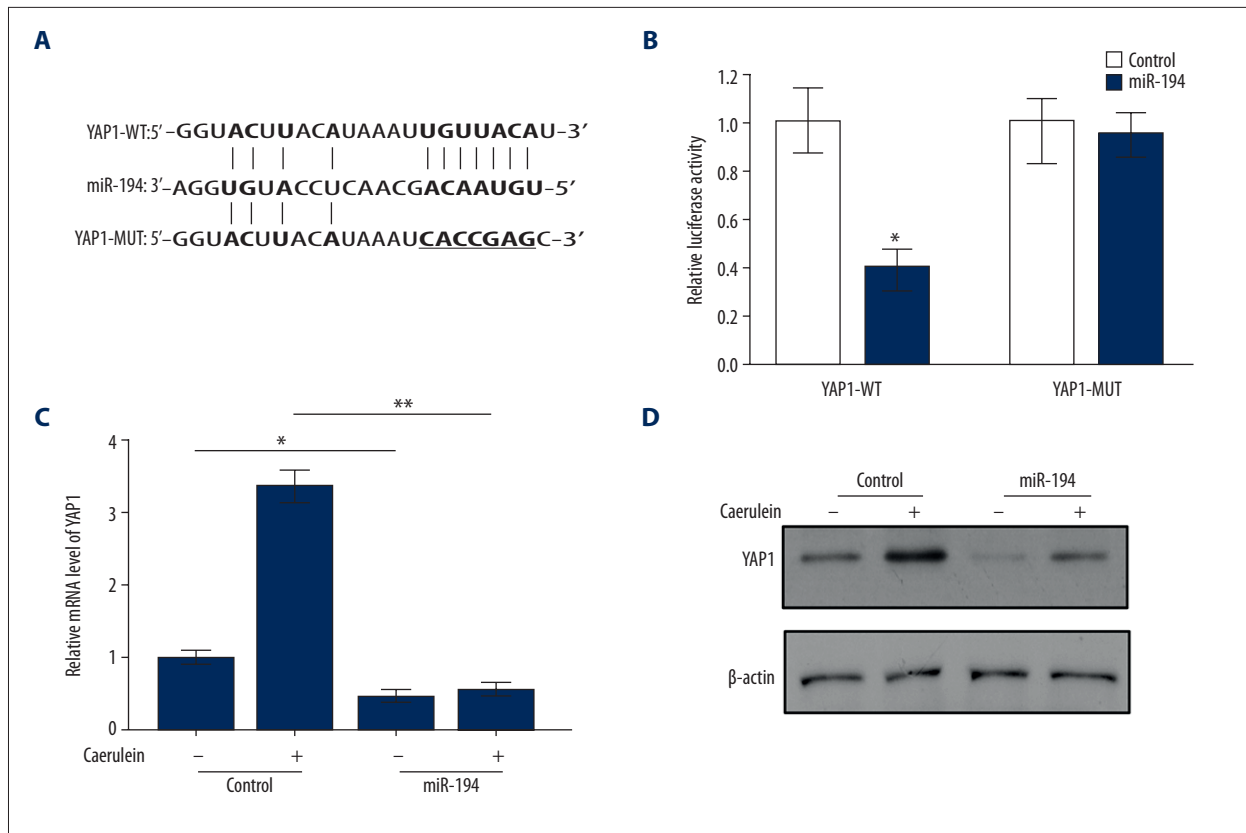 A
YAP1-WT:5′ –GGUACUUACAUAAAUUGUUACAU–3′
miR-194: 3′–AGGUGUACCUCAACGACAAUGU–5′
YAP1-MUT: 5′–GGUACUUACAUAAAUCACCGAGC–3′
B
Control
miR-194
Relative luciferase activity
1.2
1.0
0.8
0.6
0.4
0.2
0.0
*
YAP1-WT YAP1-MUT
C
Relative mRNA level of YAP1
4
3
2
1
0
*
**
Caerulein – + – +
Control miR-194
D
Control miR-194
Caerulein – + – +
YAP1
β-actin